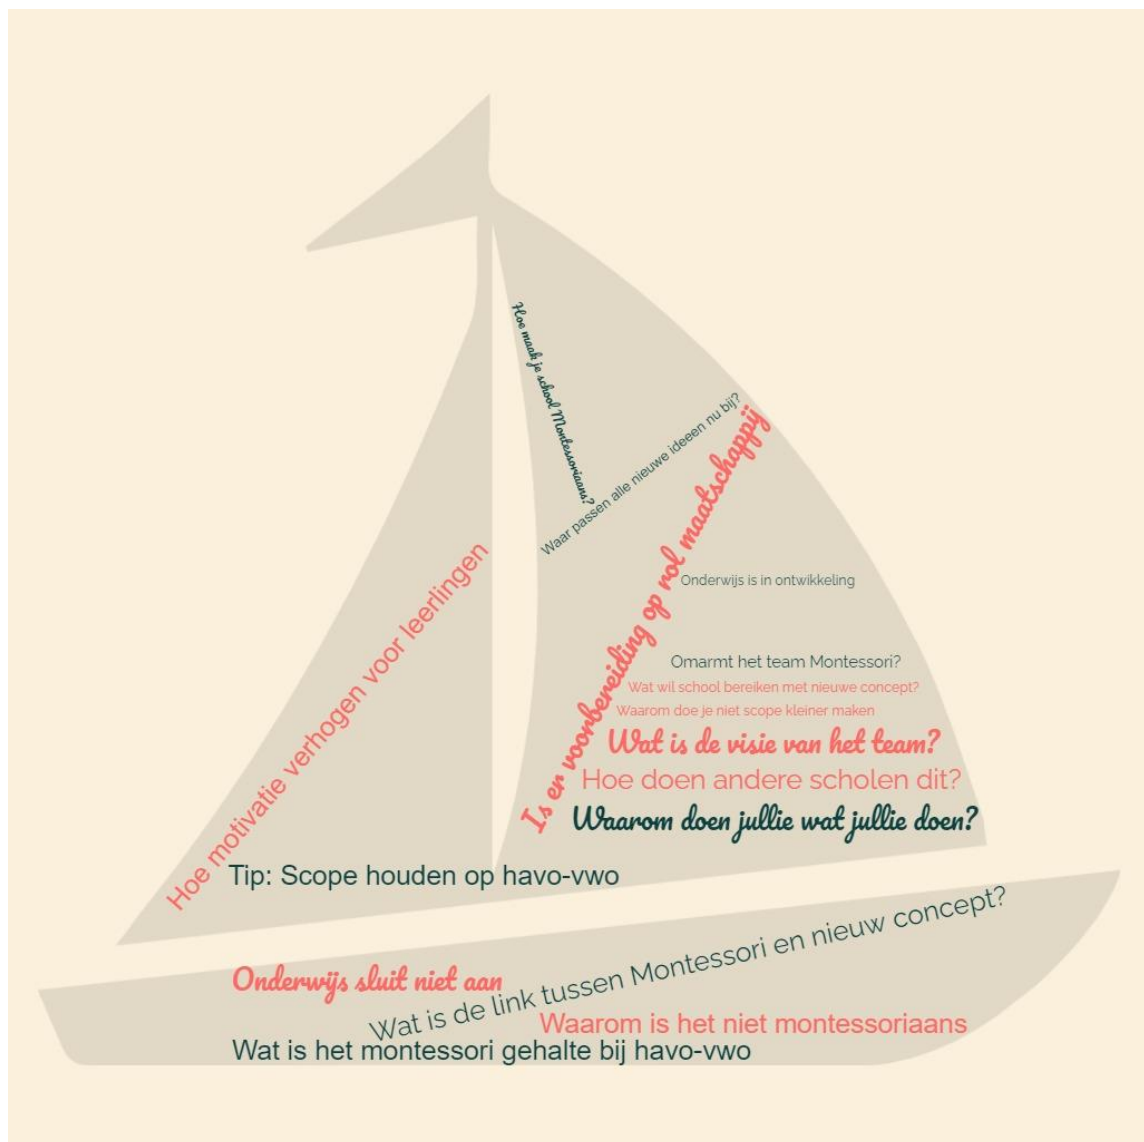 Hoe maak je school Montessoriaans?
Waar passen alle nieuwe ideeen nu bij?
Is er voorbereiding op rol maatschappij
Hoe motivatie verhogen voor leerlingen
Onderwijs is in ontwikkeling
Omarmt het team Montessori?
Wat wil school bereiken met nieuwe concept?
Waarom doe je niet scope kleiner maken
Wat is de visie van het team?
Hoe doen andere scholen dit?
Waarom doen jullie wat jullie doen?
Tip: Scope houden op havo-vwo
Onderwijs sluit niet aan
Wat is de link tussen Montessori en nieuw concept?
Waarom is het niet montessoriaans
Wat is het montessori gehalte bij havo-vwo